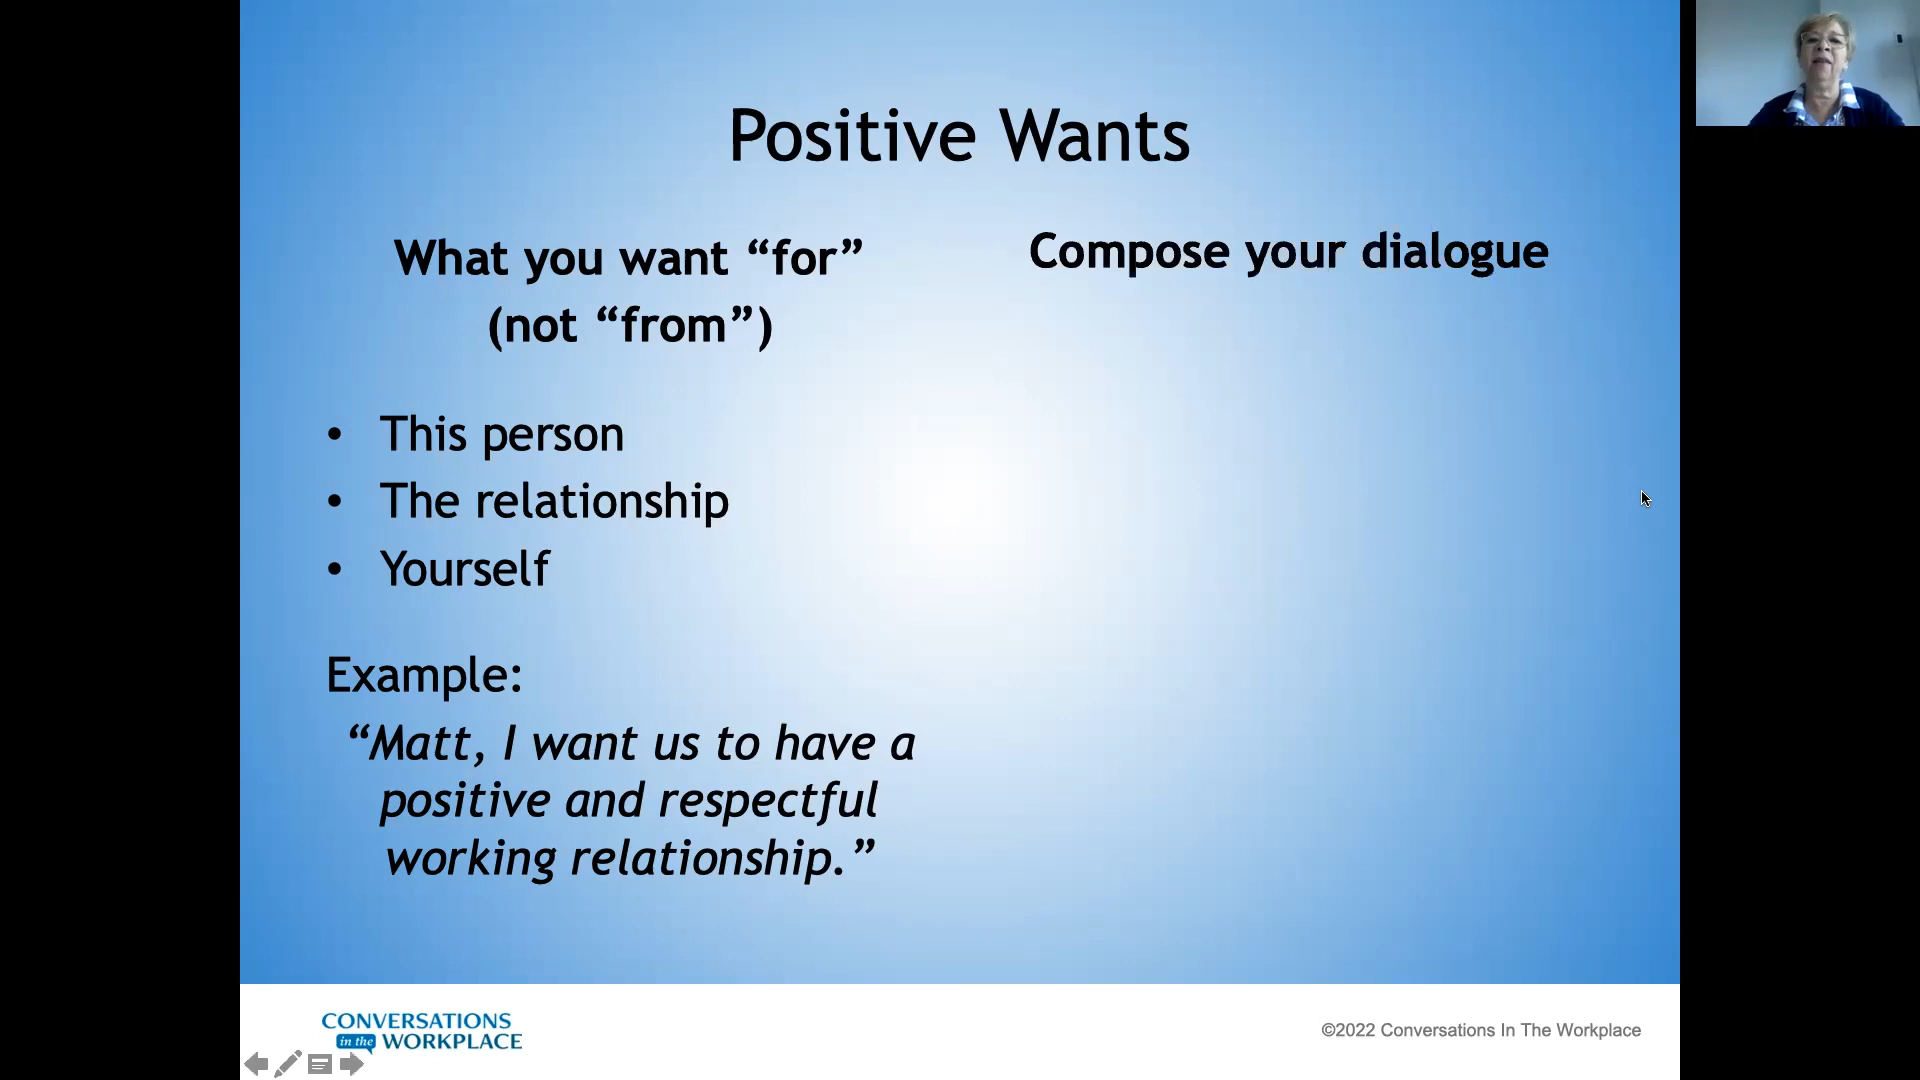 Positive Wants
What you want “for”
(not “from”)
• This person
• The relationship
• Yourself
Example:
“Matt, I want us to have a
positive and respectful
working relationship.”
Compose your dialogue
CONVERSATIONS
in the WORKPLACE
©2022 Conversations In The Workplace